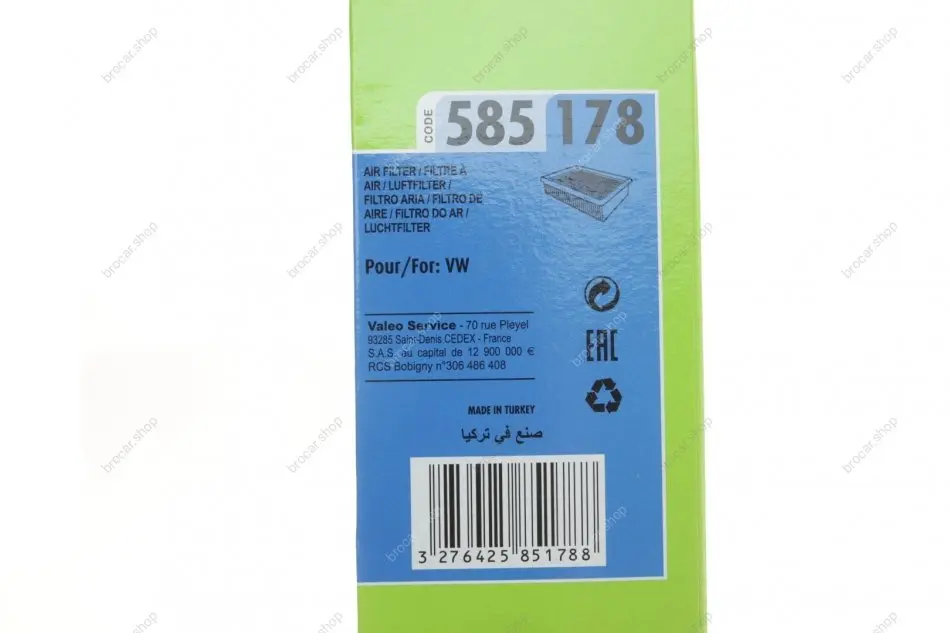 CODE 585 178
AIR FILTER / FILTRE À
AIR / LUFTFILTER /
FILTRO ARIA / FILTRO DE
AIRE / FILTRO DO AR /
LUCHTFILTER
Pour/For: VW
Valeo Service - 70 rue Pleyel
93285 Saint-Denis CEDEX - France
S.A.S. au capital de 12 900 000 €
RCS Bobigny n°306 486 408
EAC
MADE IN TURKEY
صنع في تركيا
3 276425 851788
brocar.shop